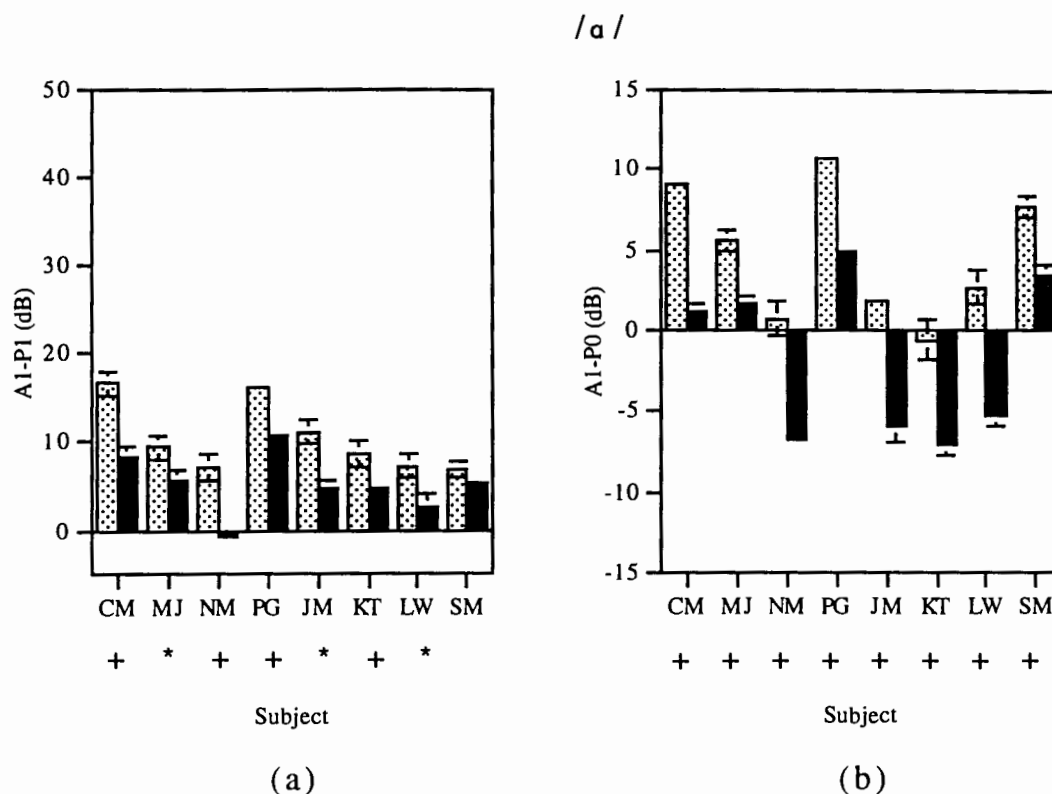 /ɑ/
50
40
30
20
10
0
A1-P1 (dB)
CM MJ NM PG JM KT LW SM
+ * + + * + *
Subject
(a)
15
10
5
0
-5
-10
-15
A1-P0 (dB)
CM MJ NM PG JM KT LW SM
+ + + + + + + +
Subject
(b)